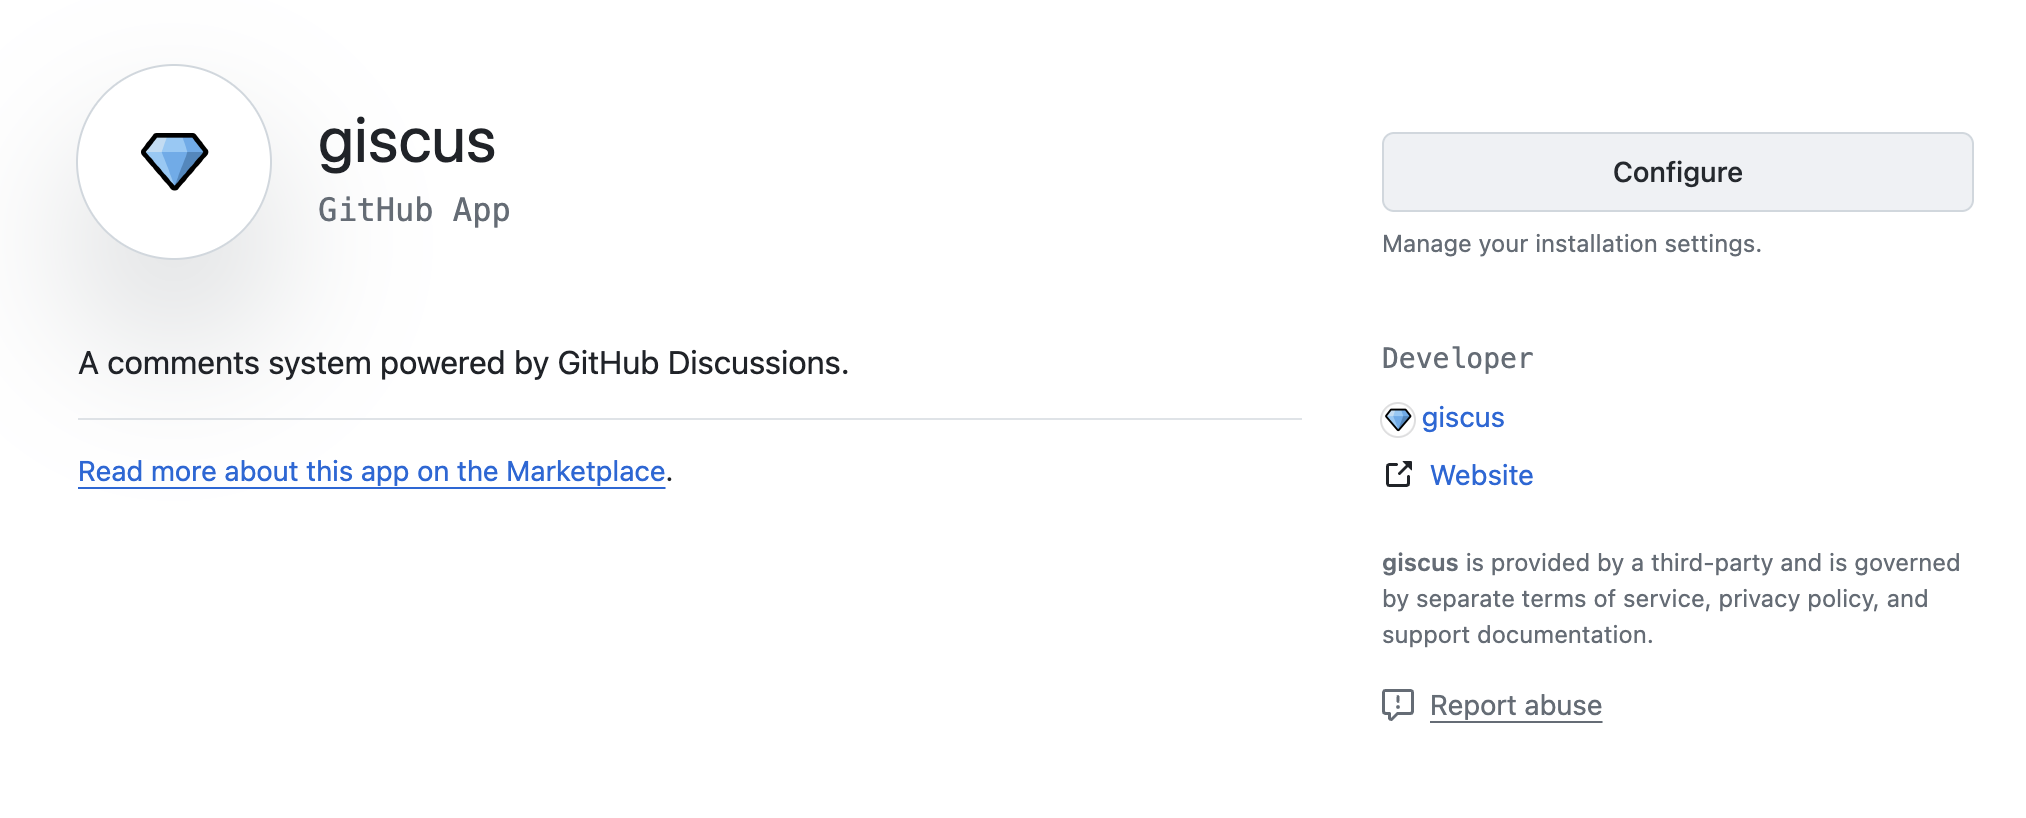 giscus
GitHub App
A comments system powered by GitHub Discussions.
Read more about this app on the Marketplace.
Configure
Manage your installation settings.
Developer
giscus
Website
giscus is provided by a third-party and is governed
by separate terms of service, privacy policy, and
support documentation.
Report abuse